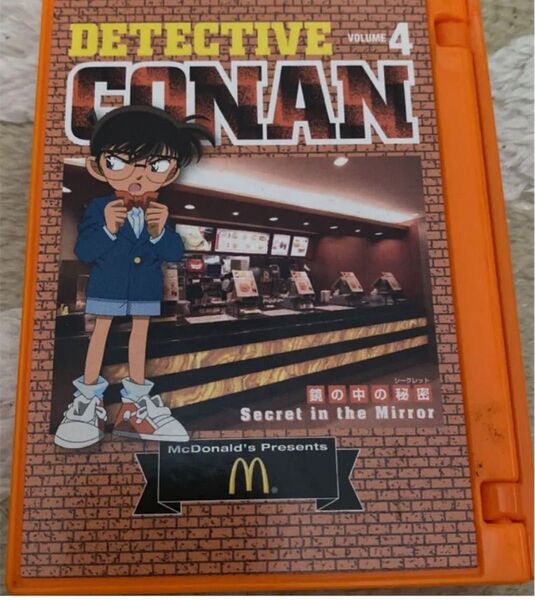 DETECTIVE VOLUME 4
CONAN
シークレット
鏡の中の秘密
Secret in the Mirror
McDonald's Presents
M